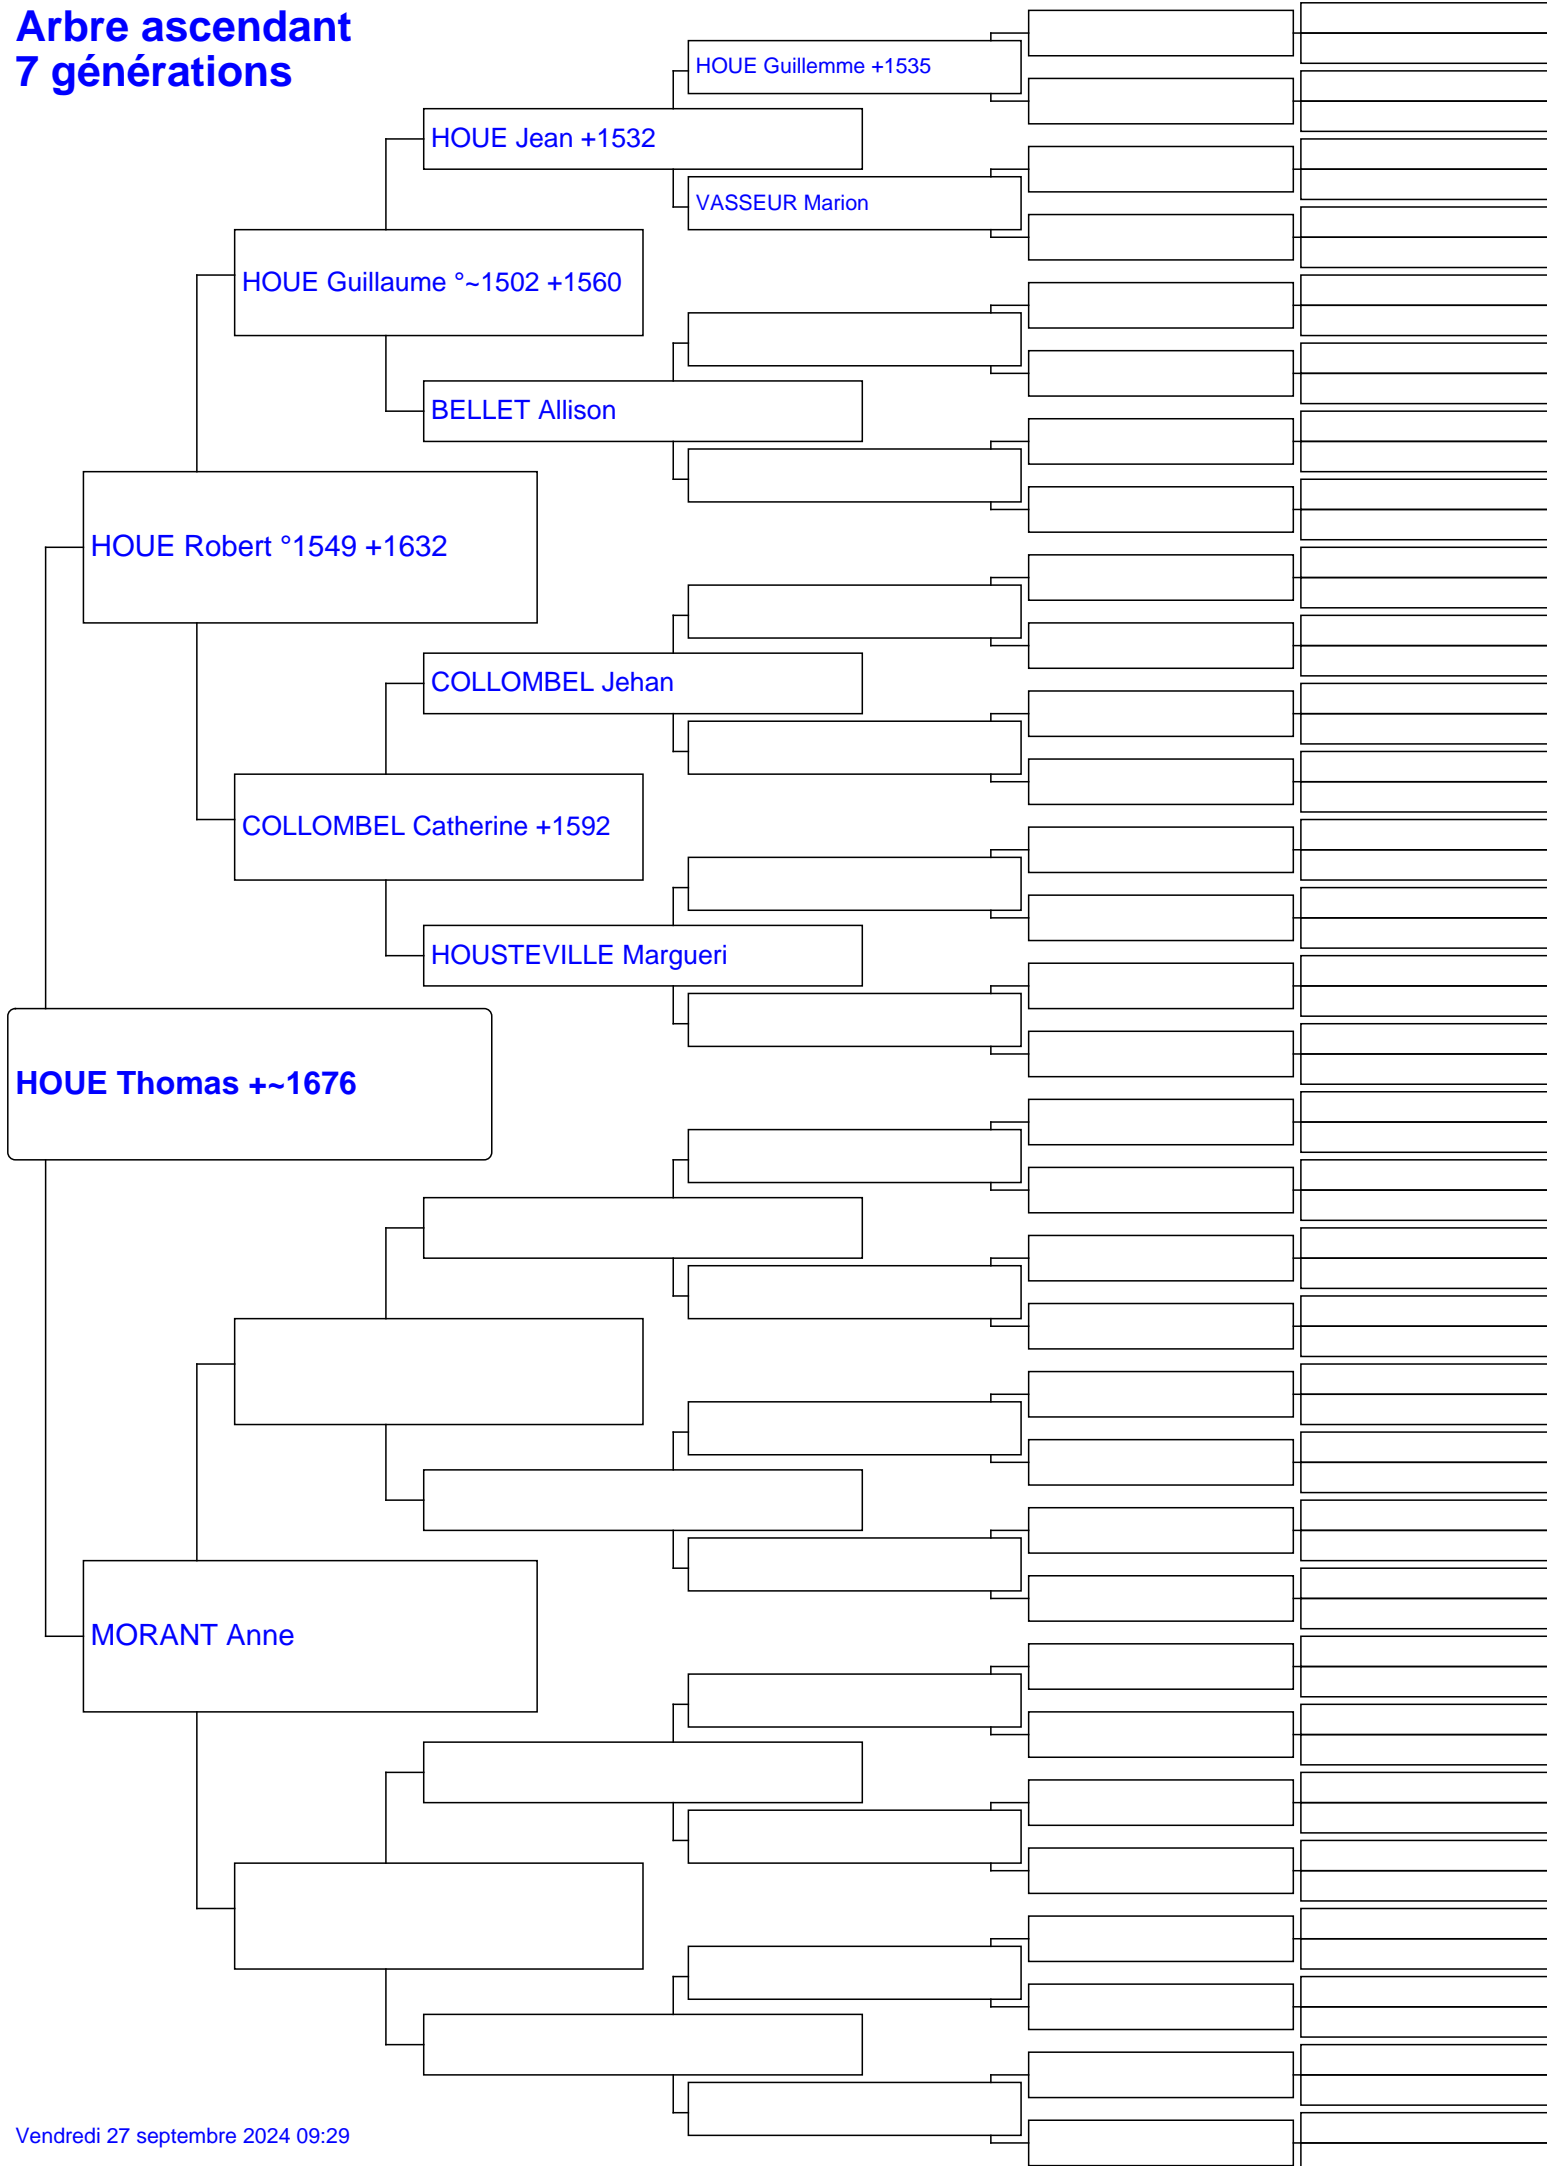 Arbre ascendant
7 générations
HOUE Guillemme +1535
HOUE Jean +1532
VASSEUR Marion
HOUE Guillaume °~1502 +1560
BELLET Allison
HOUE Robert °1549 +1632
COLLOMBEL Jehan
COLLOMBEL Catherine +1592
HOUSTEVILLE Margueri
HOUE Thomas +~1676
MORANT Anne
Vendredi 27 septembre 2024 09:29